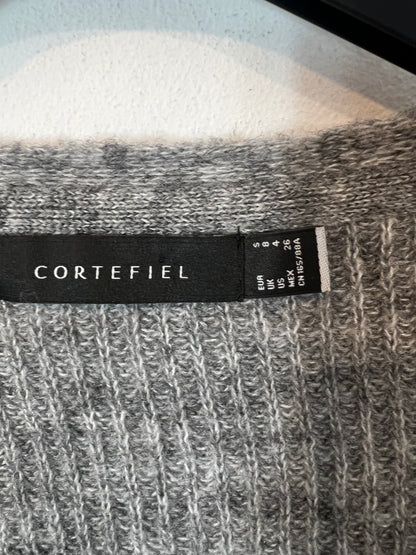 CORTEFIEL
EUR S
UK 8
US 4
MEX 26
CN 165/88A